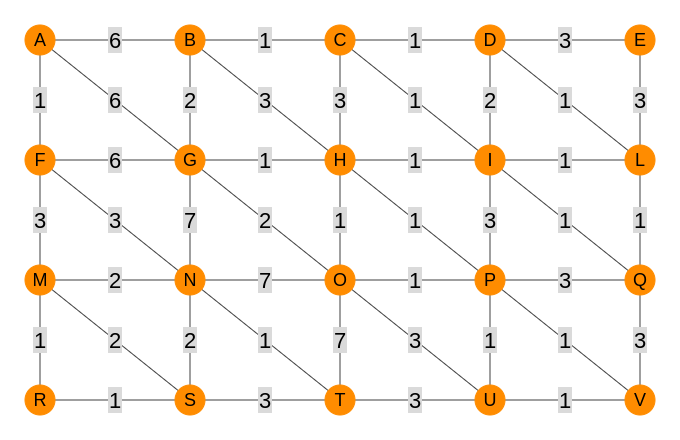 A 6 B 1 C 1 D 3 E
1 6 2 3 3 1 2 1 3
F 6 G 1 H 1 I 1 L
3 3 7 2 1 1 3 1 1
M 2 N 7 O 1 P 3 Q
1 2 2 1 7 3 1 1 3
R 1 S 3 T 3 U 1 V